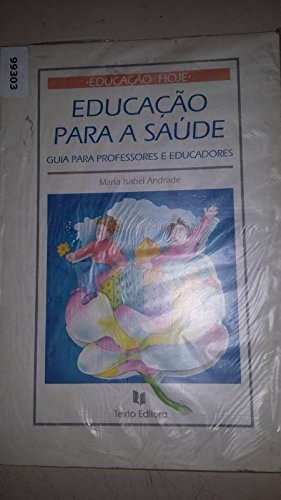 99303
·EDUCAÇÃO HOJE·
EDUCAÇÃO
PARA A SAÚDE
GUIA PARA PROFESSORES E EDUCADORES
Maria Isabel Andrade
Texto Editora